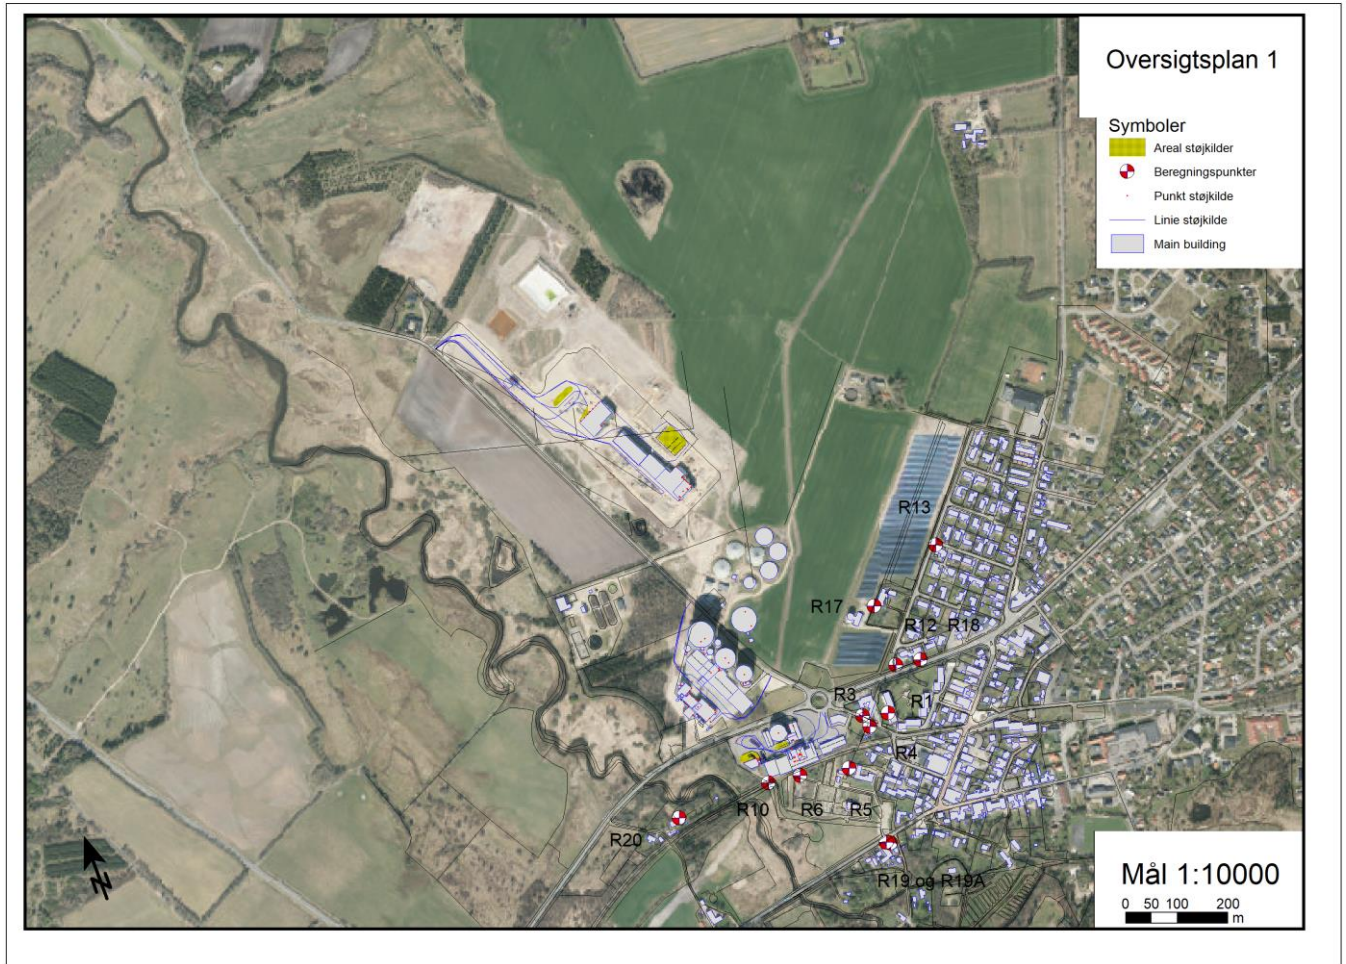 Oversigtsplan 1
Symboler
Areal støjkilder
Beregningspunkter
Punkt støjkilde
Linie støjkilde
Main building
R13
R17
R12 R18
R3
R1
R4
R10
R6
R5
R20
R19 og R19A
N
Mål 1:10000
0 50 100 200
m